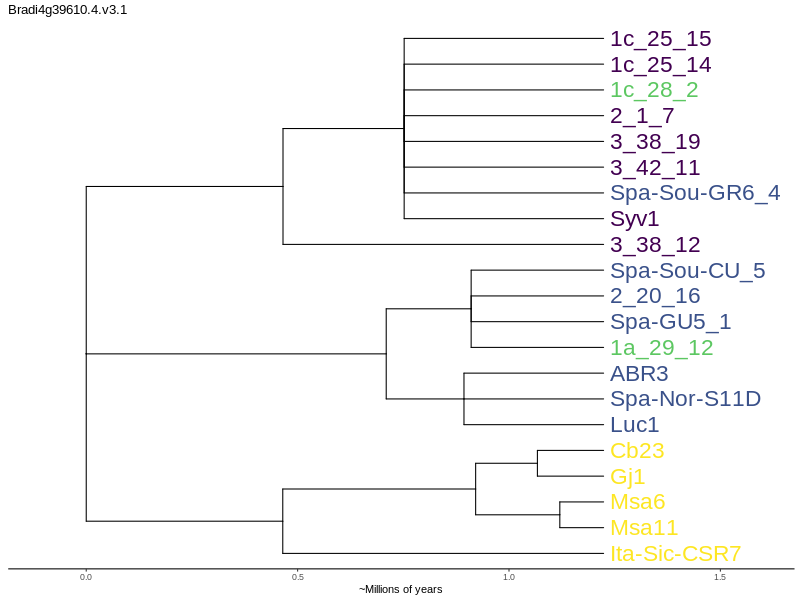 Bradi4g39610.4.v3.1
1c_25_15
1c_25_14
1c_28_2
2_1_7
3_38_19
3_42_11
Spa-Sou-GR6_4
Syv1
3_38_12
Spa-Sou-CU_5
2_20_16
Spa-GU5_1
1a_29_12
ABR3
Spa-Nor-S11D
Luc1
Cb23
Gj1
Msa6
Msa11
Ita-Sic-CSR7
0.0 0.5 1.0 1.5
~Millions of years